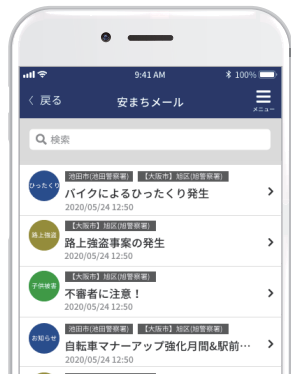 9:41 AM 100%
〈 戻る 安まちメール メニュー
検索
池田市(池田警察署) 【大阪市】旭区(旭警察署)
ひったくり バイクによるひったくり発生
2020/05/24 12:50
【大阪市】旭区(旭警察署)
路上強盗 路上強盗事案の発生
2020/05/24 12:50
【大阪市】旭区(旭警察署)
子供被害 不審者に注意！
2020/05/24 12:50
池田市(池田警察署) 【大阪市】旭区(旭警察署)
お知らせ 自転車マナーアップ強化月間&駅前…
2020/05/24 12:50